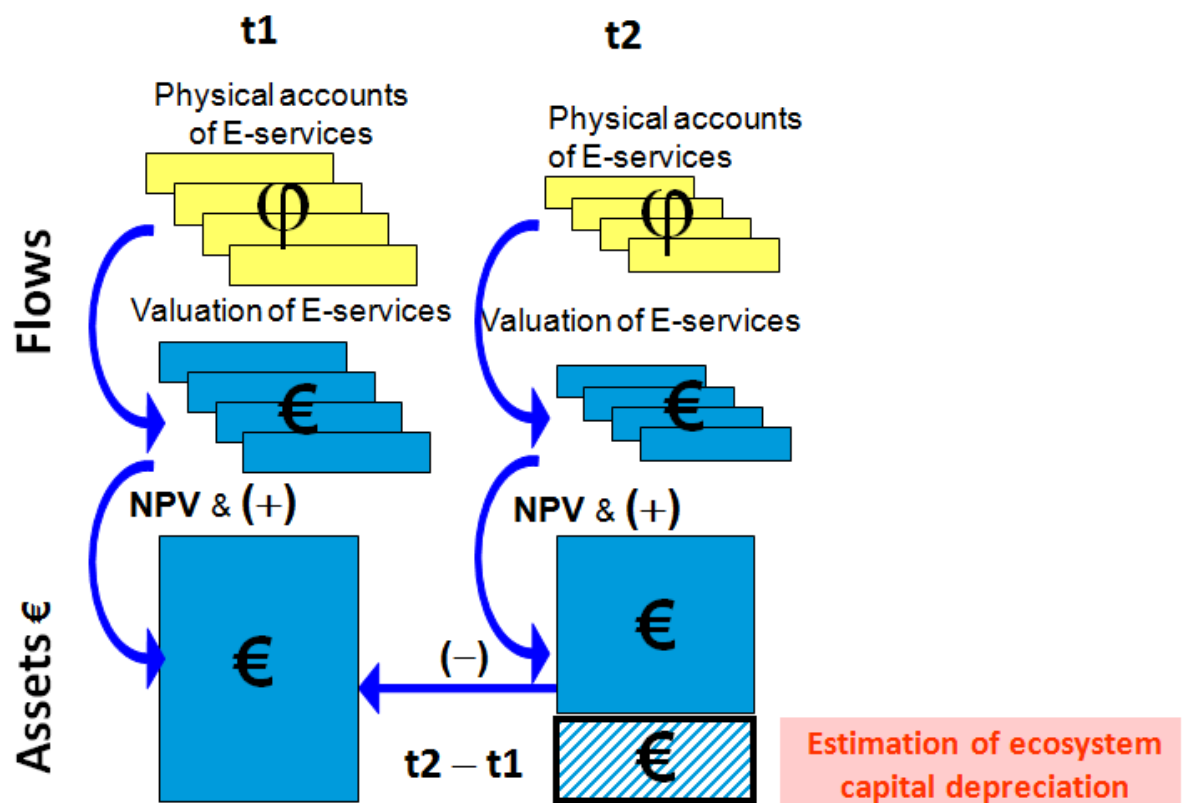 t1
t2
Physical accounts
of E-services
Physical accounts
of E-services
φ
φ
Flows
Valuation of E-services
Valuation of E-services
€
€
NPV & (+)
NPV & (+)
Assets €
€
€
(–)
t2 – t1
€
Estimation of ecosystem
capital depreciation